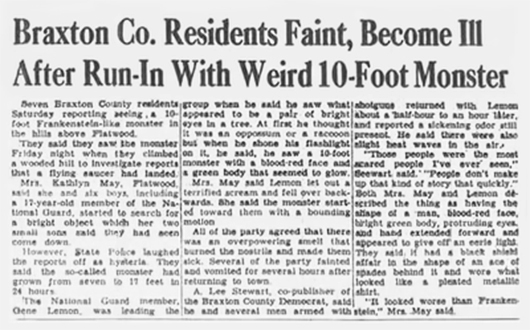 Braxton Co. Residents Faint, Become Ill
After Run-In With Weird 10-Foot Monster
Seven Braxton County residents
Saturday reporting seeing, a 10-
foot Frankenstein-like monster in
the hills above Flatwood.
They said they saw the monster
Friday night when they climbed
a wooded hill to investigate reports
that a flying saucer had landed.
Mrs. Kathlyn May, Flatwood,
said she and six boys, including
a 17-year-old member of the Na-
tional Guard, started to search for
a bright object which her two
small sons said they had seen
come down.
However, State Police laughed
the reports off as hysteria. They
said the so-called monster had
grown from seven to 17 feet in
24 hours.
The National Guard member,
Gene Lemon, was leading the
group when he said he saw what
appeared to be a pair of bright
eyes in a tree. At first he thought
it was an opossum or a raccoon
but when he shone his flashlight
on it, he said, he saw a 10-foot
monster with a blood-red face and
a green body that seemed to glow.
Mrs. May said Lemon let out a
terrified scream and fell over back-
wards. She said the monster start-
ed toward them with a bounding
motion
All of the party agreed that there
was an overpowering smell that
burned the nostrils and made them
sick. Several of the party fainted
and vomited for several hours after
returning to town.
A. Lee Stewart, co-publisher of
the Braxton County Democrat, said
he and several men armed with
shotguns returned with Lemon
about a half-hour to an hour later,
and reported a sickening odor still
present. He said there were also
slight heat waves in the air.
"Those people were the most
scared people I've ever seen,"
Seewart said. "People don't make
up that kind of story that quickly."
Both Mrs. May and Lemon de-
scribed the thing as having the
shape of a man, blood-red face,
bright green body, protruding eyes,
and hand extended forward and
appeared to give off an eerie light.
They said it had a black shield
affair in the shape of an ace of
spades behind it and wore what
looked like a pleated metallic
shirt.
"It looked worse than Franken-
stein," Mrs. May said.